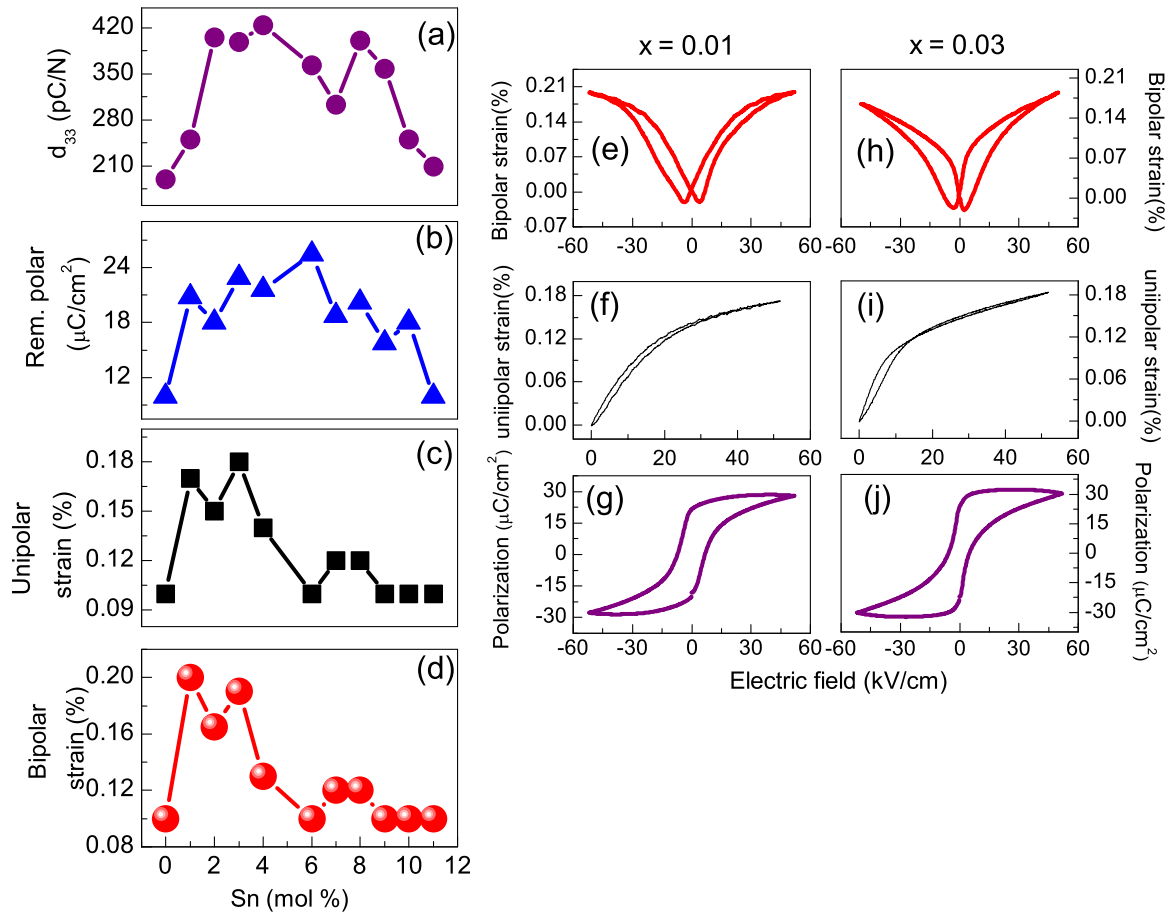 (a)
d33 (pC/N)
420
350
280
210
(b)
Rem. polar
(μC/cm²)
24
18
12
(c)
Unipolar
strain (%)
0.18
0.15
0.12
0.09
(d)
Bipolar
strain (%)
0.20
0.16
0.12
0.08
0 2 4 6 8 10 12
Sn (mol %)
x = 0.01
x = 0.03
(e)
Bipolar strain(%)
0.21
0.14
0.07
0.00
0.07
-60 -30 0 30 60
(h)
Bipolar strain(%)
0.21
0.14
0.07
0.00
-60 -30 0 30 60
(f)
uniipolar strain(%)
0.18
0.12
0.06
0.00
0 20 40 60
(i)
uniipolar strain(%)
0.18
0.12
0.06
0.00
0 20 40 60
(g)
Polarization (μC/cm²)
30
15
0
-15
-30
-60 -30 0 30 60
(j)
Polarization (μC/cm²)
30
15
0
-15
-30
-60 -30 0 30 60
Electric field (kV/cm)